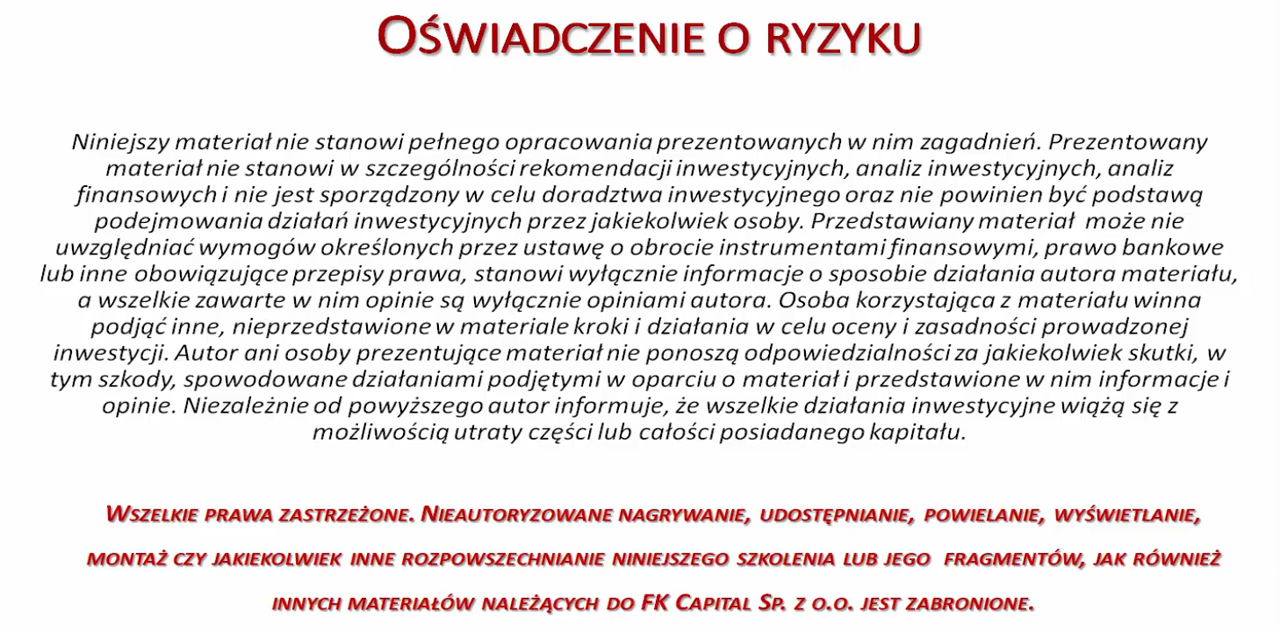 OŚWIADCZENIE O RYZYKU
Niniejszy materiał nie stanowi pełnego opracowania prezentowanych w nim zagadnień. Prezentowany
materiał nie stanowi w szczególności rekomendacji inwestycyjnych, analiz inwestycyjnych, analiz
finansowych i nie jest sporządzony w celu doradztwa inwestycyjnego oraz nie powinien być podstawą
podejmowania działań inwestycyjnych przez jakiekolwiek osoby. Przedstawiany materiał może nie
uwzględniać wymogów określonych przez ustawę o obrocie instrumentami finansowymi, prawo bankowe
lub inne obowiązujące przepisy prawa, stanowi wyłącznie informacje o sposobie działania autora materiału,
a wszelkie zawarte w nim opinie są wyłącznie opiniami autora. Osoba korzystająca z materiału winna
podjąć inne, nieprzedstawione w materiale kroki i działania w celu oceny i zasadności prowadzonej
inwestycji. Autor ani osoby prezentujące materiał nie ponoszą odpowiedzialności za jakiekolwiek skutki, w
tym szkody, spowodowane działaniami podjętymi w oparciu o materiał i przedstawione w nim informacje i
opinie. Niezależnie od powyższego autor informuje, że wszelkie działania inwestycyjne wiążą się z
możliwością utraty części lub całości posiadanego kapitału.
WSZELKIE PRAWA ZASTRZEŻONE. NIEAUTORYZOWANE NAGRYWANIE, UDOSTĘPNIANIE, POWIELANIE, WYŚWIETLANIE,
MONTAŻ CZY JAKIEKOLWIEK INNE ROZPOWSZECHNIANIE NINIEJSZEGO SZKOLENIA LUB JEGO FRAGMENTÓW, JAK RÓWNIEŻ
INNYCH MATERIAŁÓW NALEŻĄCYCH DO FK CAPITAL SP. Z O.O. JEST ZABRONIONE.